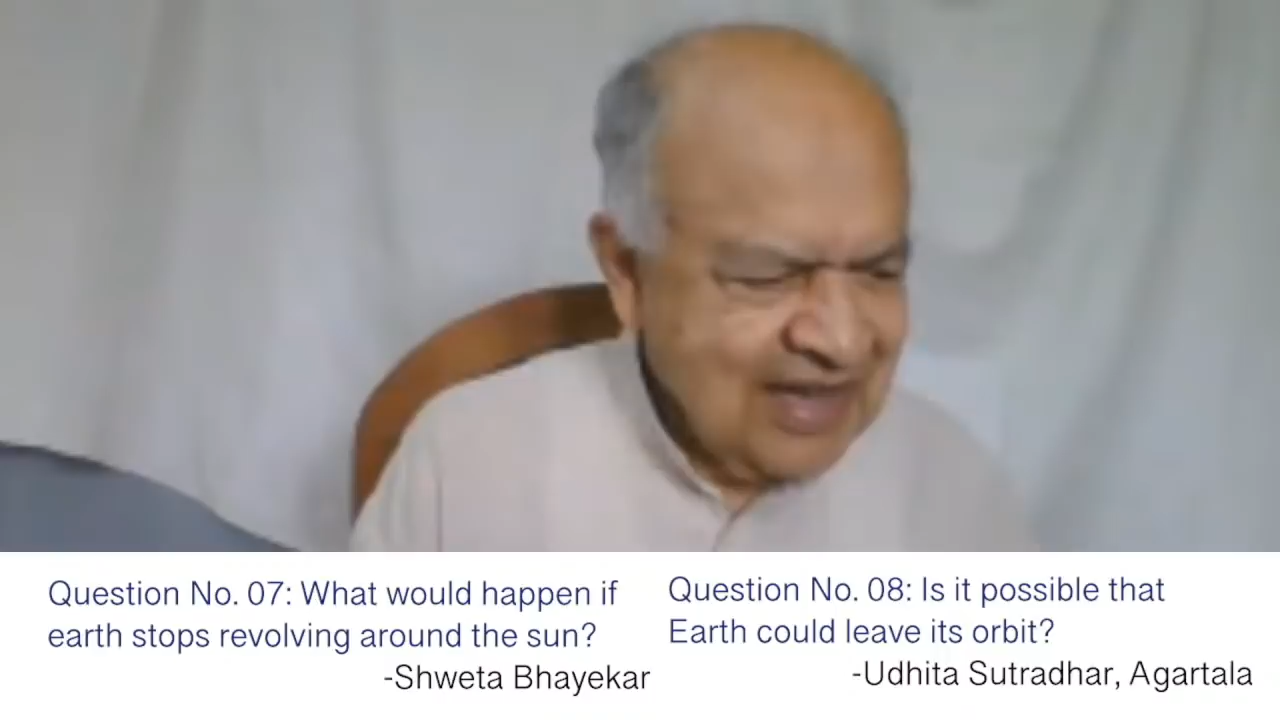 Question No. 07: What would happen if
earth stops revolving around the sun?
-Shweta Bhayekar
Question No. 08: Is it possible that
Earth could leave its orbit?
-Udhita Sutradhar, Agartala